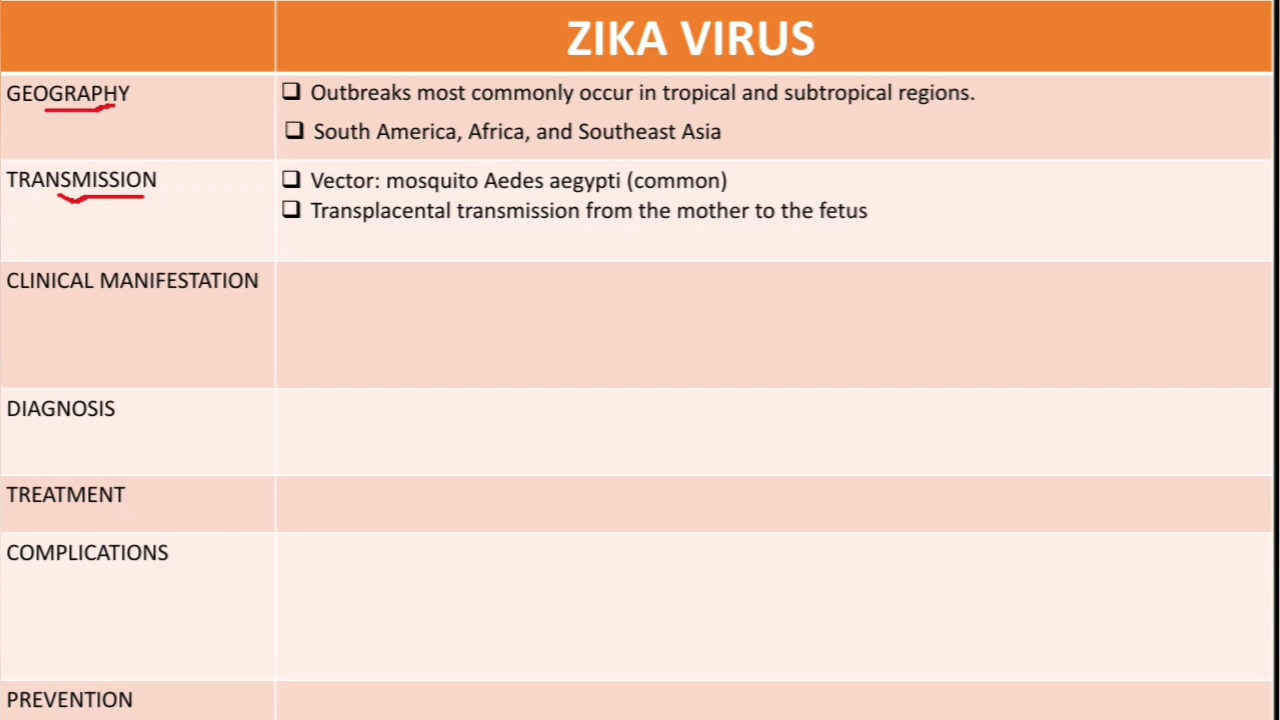 ZIKA VIRUS
GEOGRAPHY
❑ Outbreaks most commonly occur in tropical and subtropical regions.
❑ South America, Africa, and Southeast Asia
TRANSMISSION
❑ Vector: mosquito Aedes aegypti (common)
❑ Transplacental transmission from the mother to the fetus
CLINICAL MANIFESTATION
DIAGNOSIS
TREATMENT
COMPLICATIONS
PREVENTION